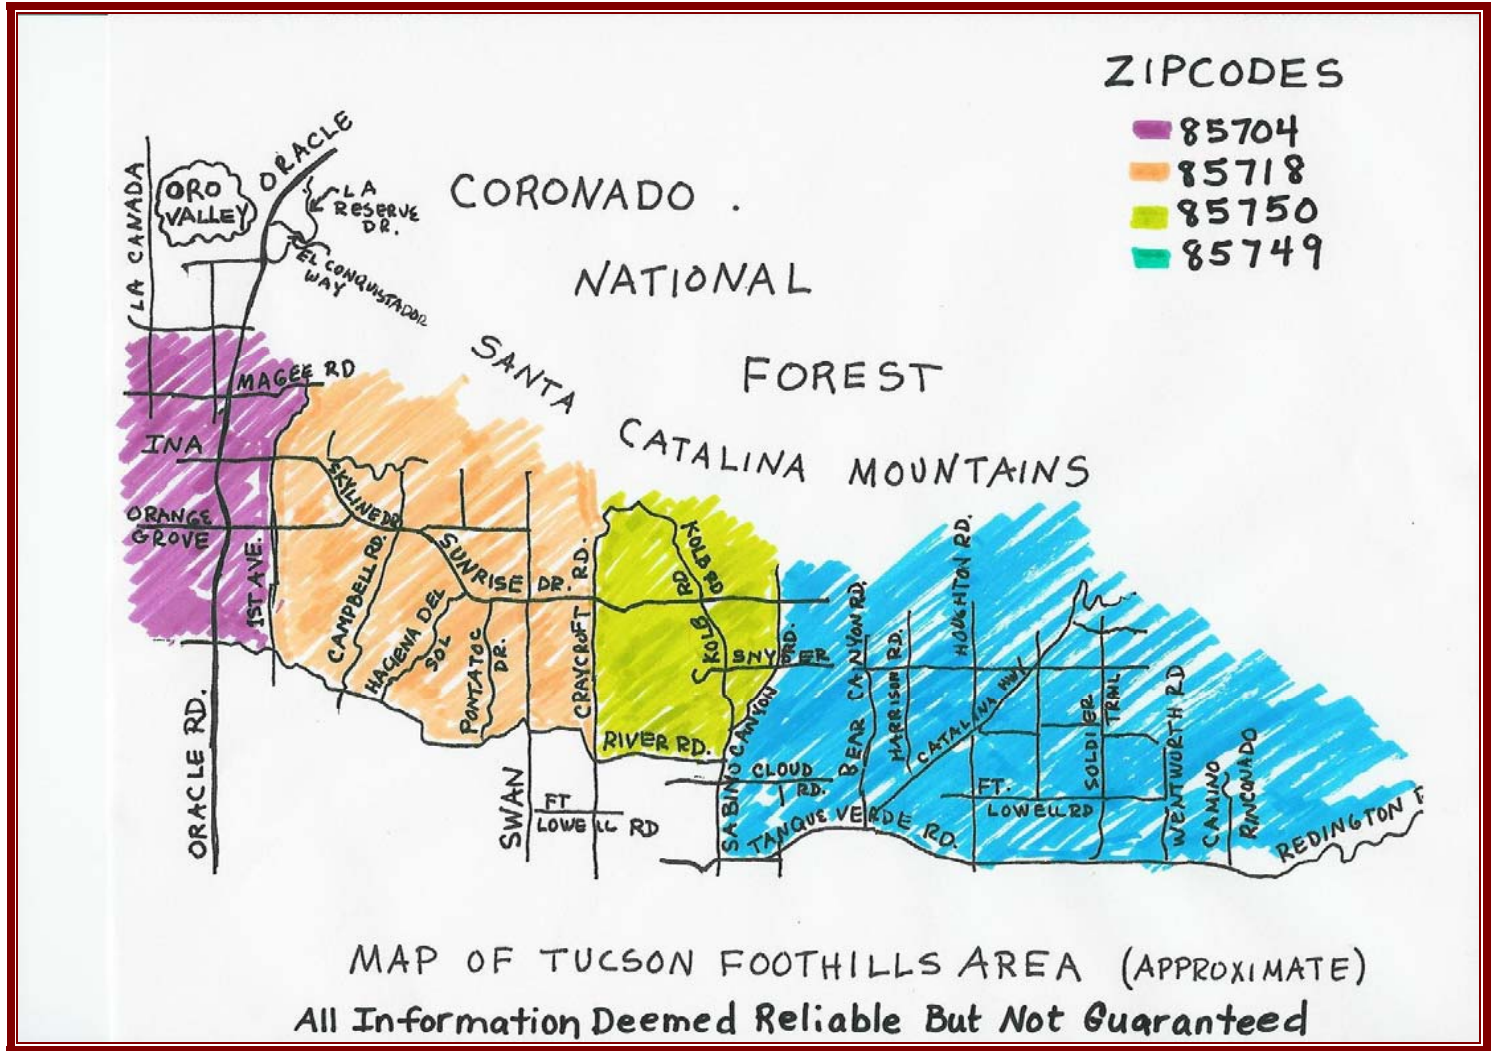 ZIPCODES
85704
85718
85750
85749
ORACLE
LA CANADA
ORO
VALLEY
LA
RESERVE
DR.
EL CONQUISTADOR
WAY
CORONADO .
NATIONAL
FOREST
SANTA
CATALINA MOUNTAINS
MAGEE RD
INA
SKYLINE DR
ORANGE
GROVE
1ST AVE.
CAMPBELL RD.
SUNRISE DR.
HACIENA DEL
SOL
PONTATOC
DR.
CRAYCROFT RD.
KOLB RD
RD
KOLB
SNYDER
RD.
RIVER RD.
SABINO CANYON
CLOUD
RD.
BEAR CANYON RD.
HARRISON RD.
HOUGHTON RD.
CATALINA HWY
SOLDIER
TRAIL
WENTWORTH RD
CAMINO
RINCONADO
FT.
LOWELL RD
TANQUE VERDE RD.
REDINGTON
ORACLE RD.
SWAN
FT
LOWELL RD
MAP OF TUCSON FOOTHILLS AREA (APPROXIMATE)
All Information Deemed Reliable But Not Guaranteed